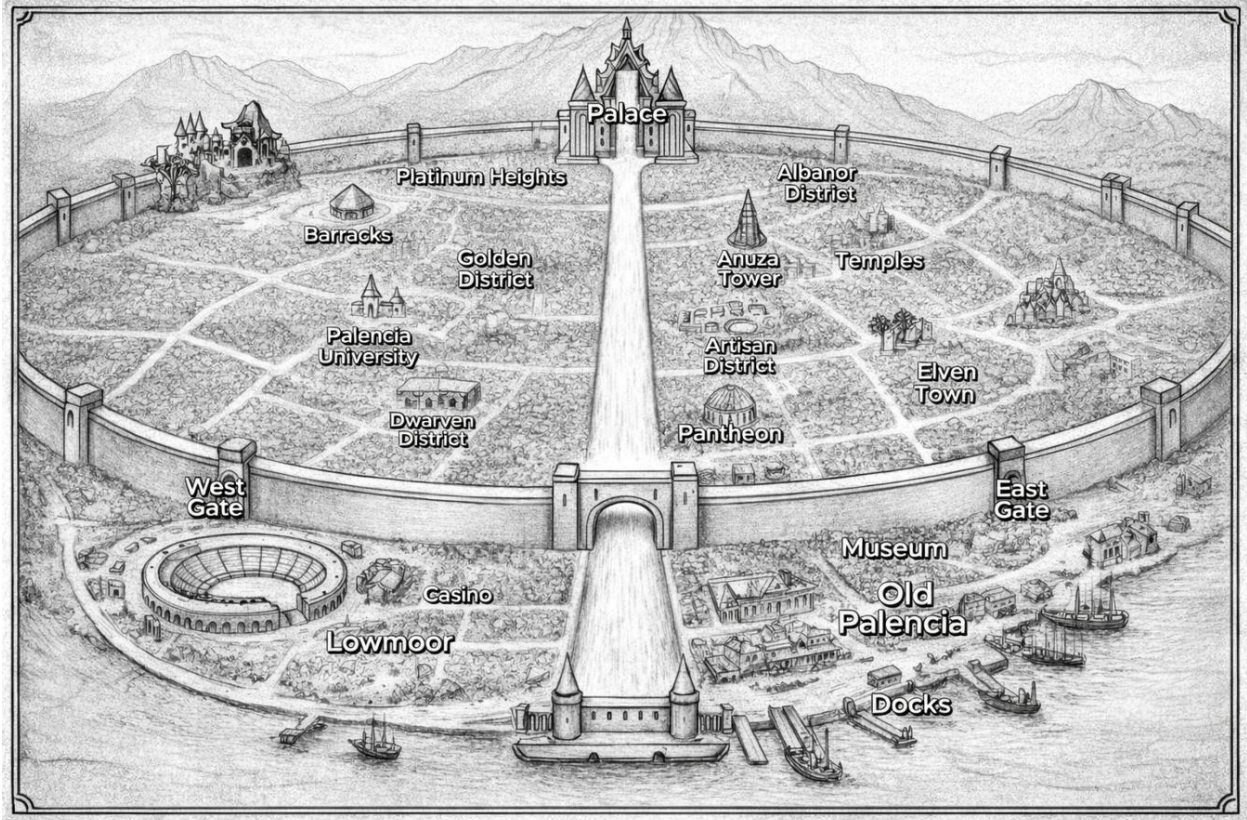 Palace
Platinum Heights
Albanor
District
Barracks
Golden
District
Anuza
Tower
Temples
Palencia
University
Artisan
District
Elven
Town
Dwarven
District
Pantheon
West
Gate
East
Gate
Museum
Casino
Old
Palencia
Lowmoor
Docks